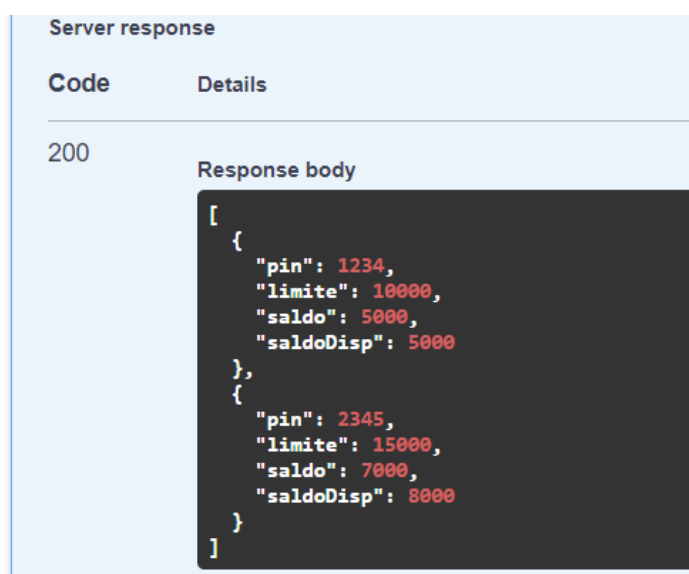 Server response
Code Details
200
Response body
[
  {
    "pin": 1234,
    "limite": 10000,
    "saldo": 5000,
    "saldoDisp": 5000
  },
  {
    "pin": 2345,
    "limite": 15000,
    "saldo": 7000,
    "saldoDisp": 8000
  }
]